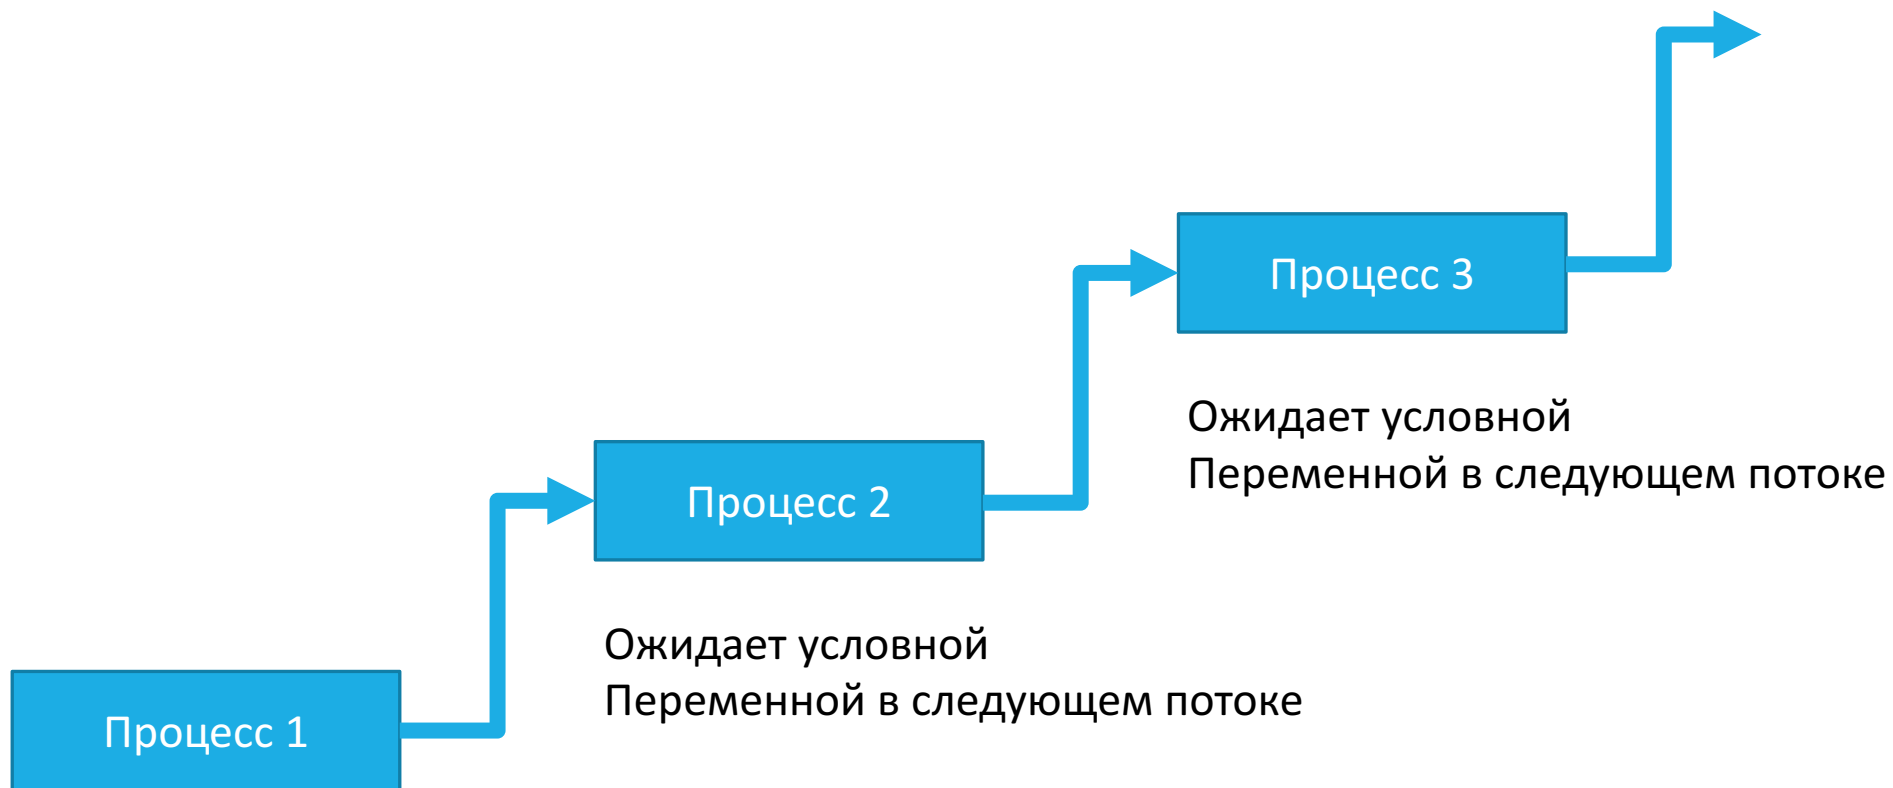 Процесс 3
Ожидает условной
Переменной в следующем потоке
Процесс 2
Ожидает условной
Переменной в следующем потоке
Процесс 1